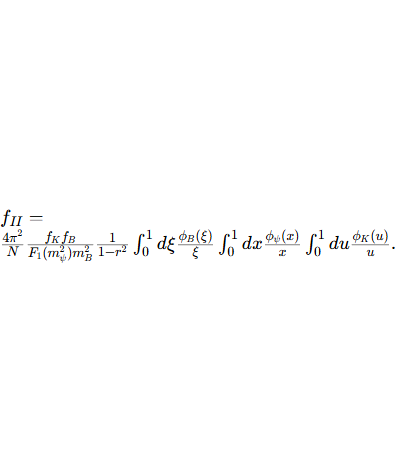 f_{II} =
\frac{4\pi^2}{N} \frac{f_K f_B}{F_1(m_\psi^2) m_B^2} \frac{1}{1-r^2} \int_0^1 d\xi \frac{\phi_B(\xi)}{\xi} \int_0^1 dx \frac{\phi_\psi(x)}{x} \int_0^1 du \frac{\phi_K(u)}{u}.